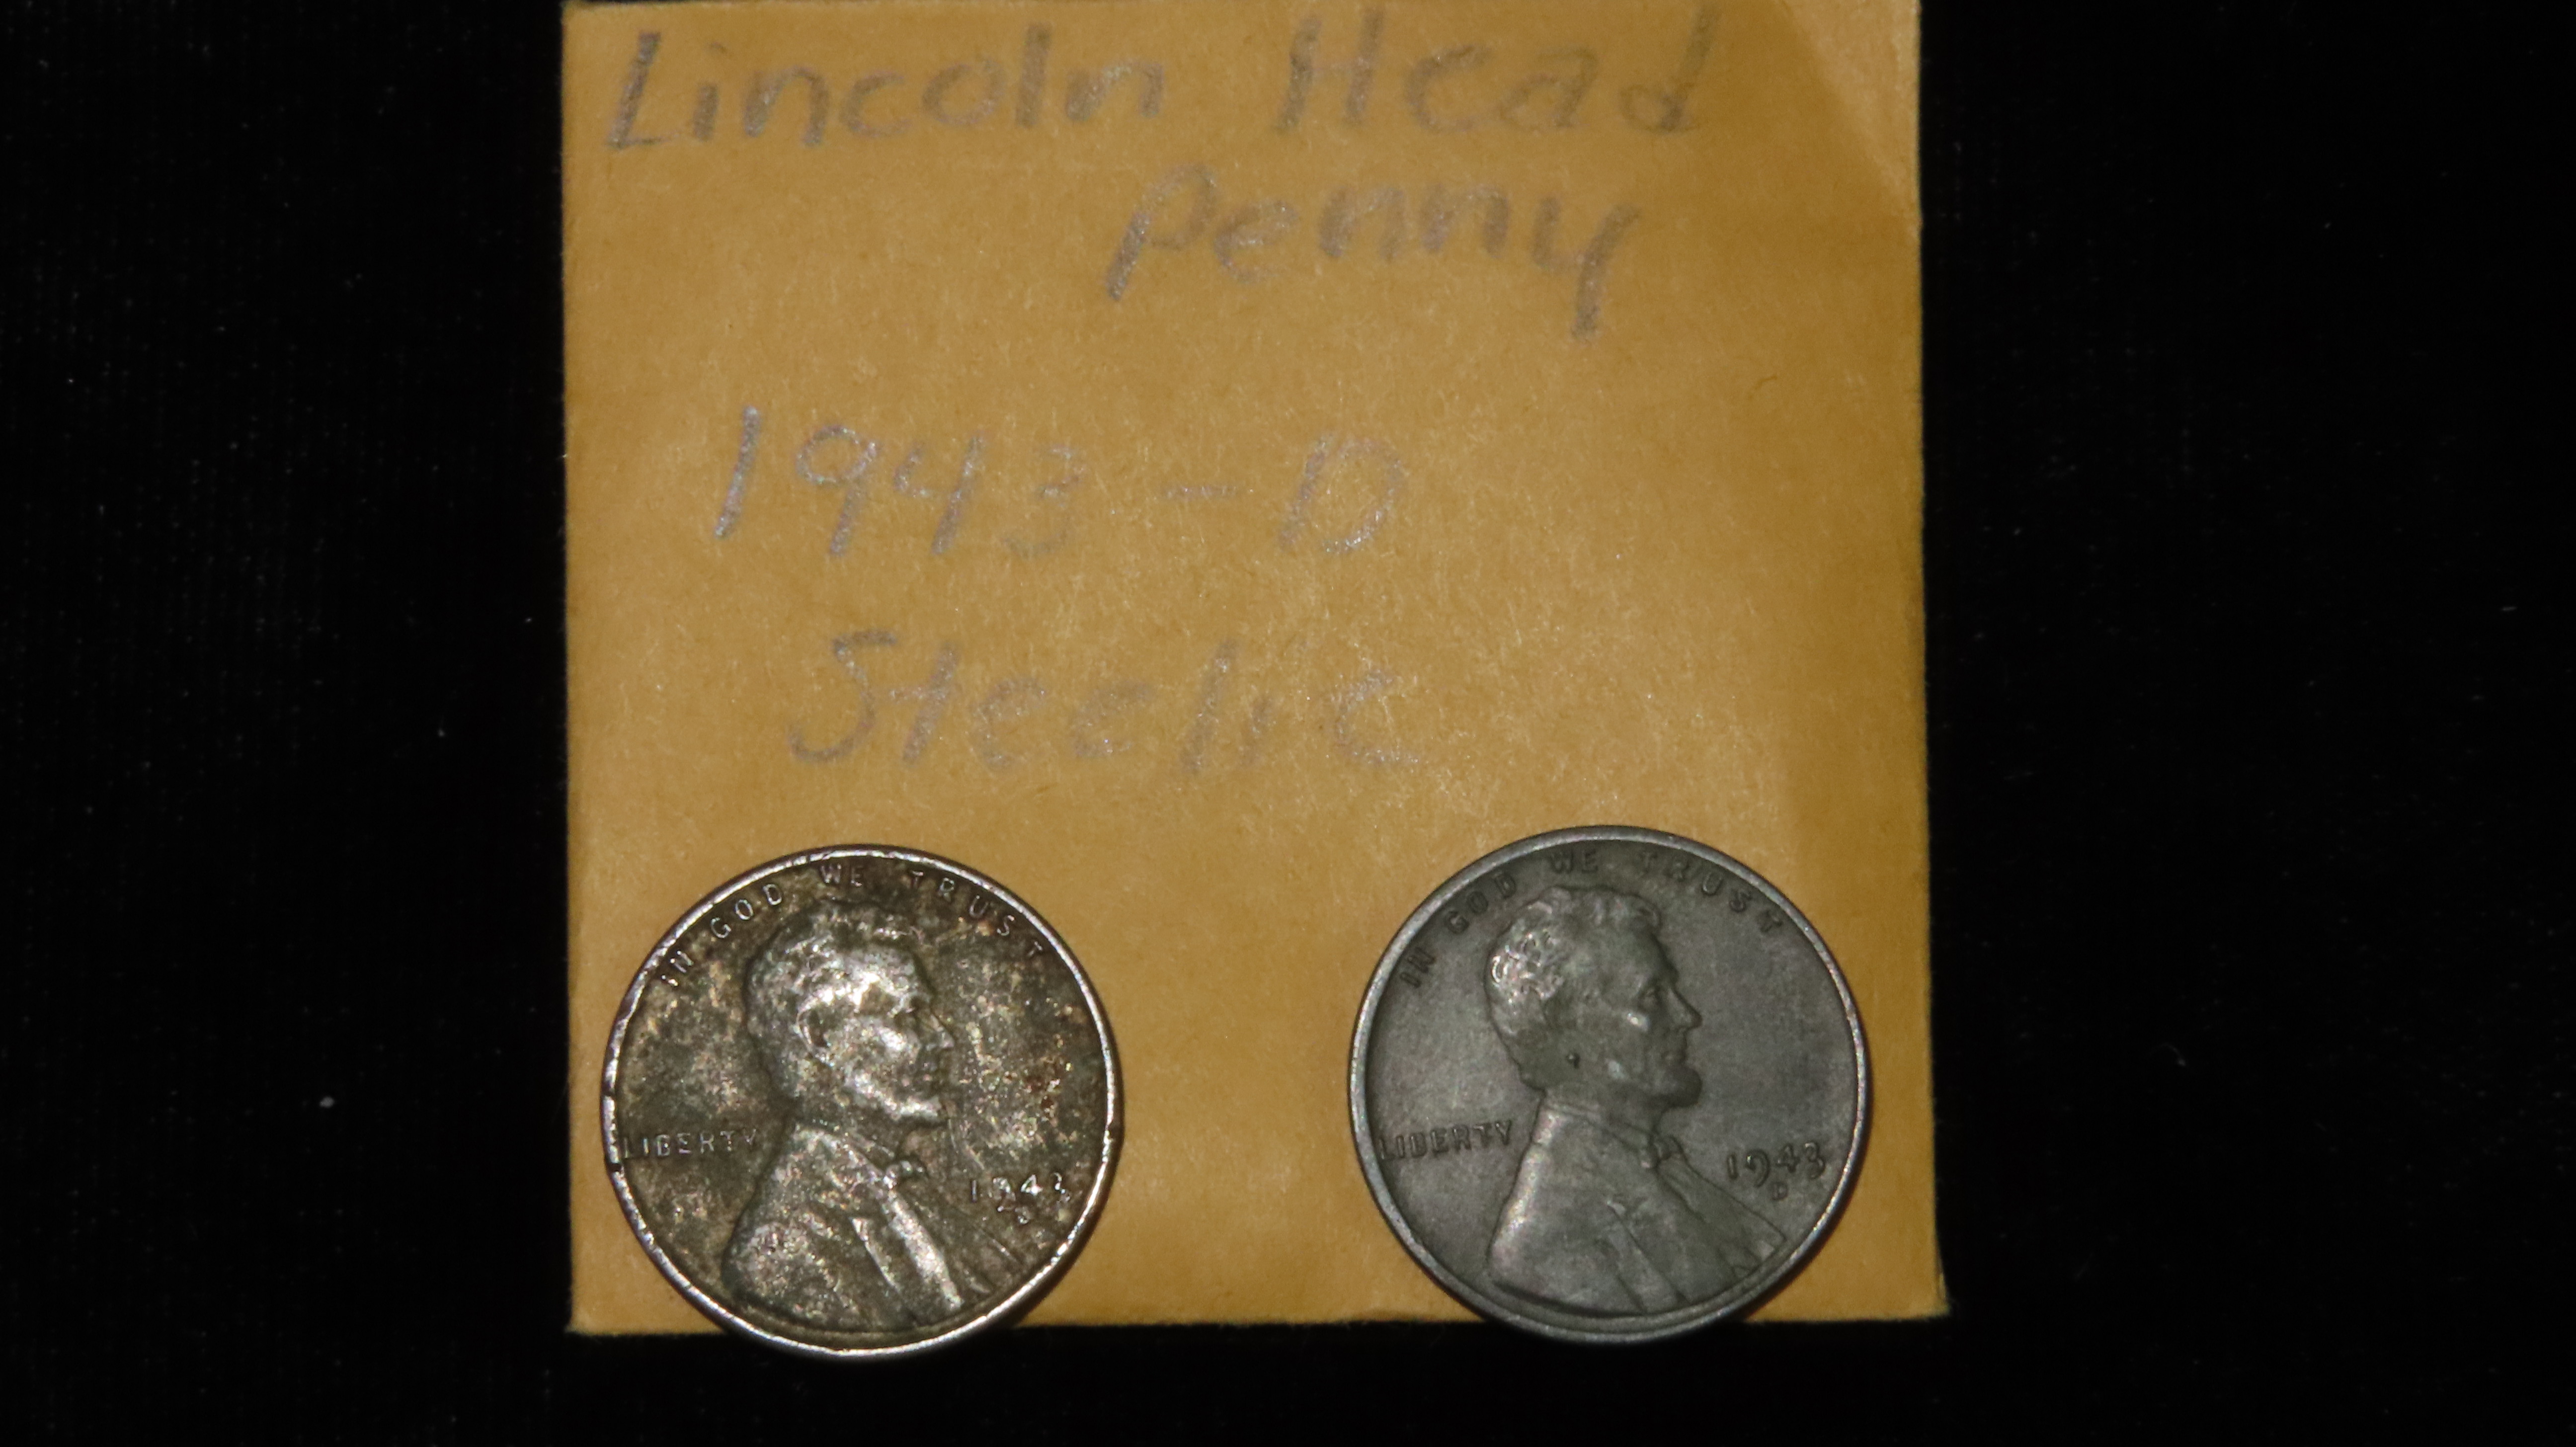 Lincoln Head
Penny
1943-D
Steelie
IN GOD WE TRUST
LIBERTY
1943
D
IN GOD WE TRUST
LIBERTY
1943
D